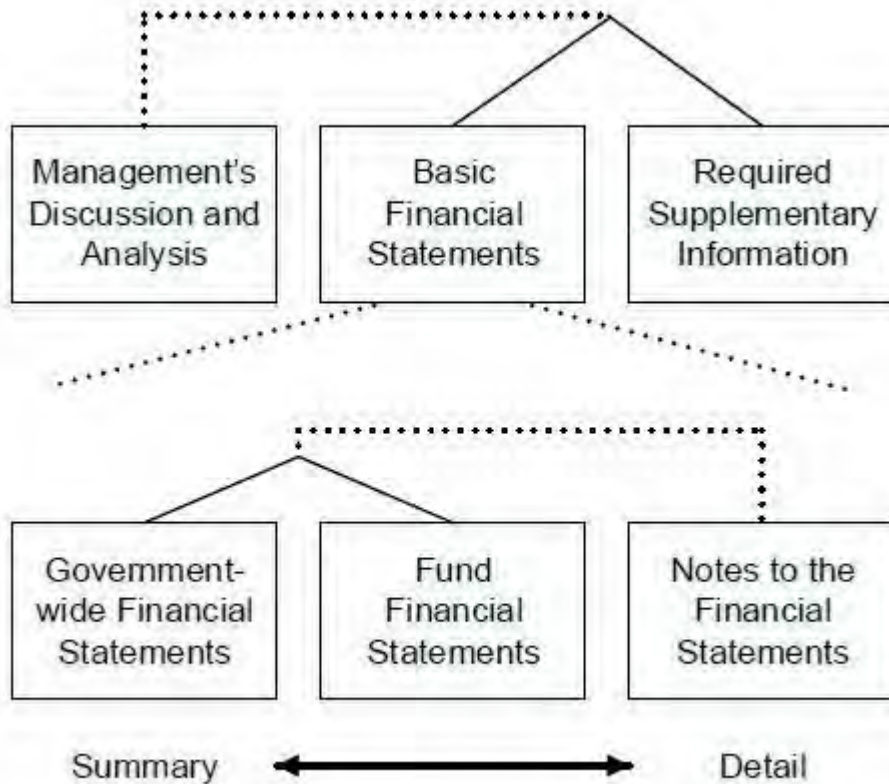 Management's
Discussion and
Analysis
Basic
Financial
Statements
Required
Supplementary
Information
Government-
wide Financial
Statements
Fund
Financial
Statements
Notes to the
Financial
Statements
Summary
Detail